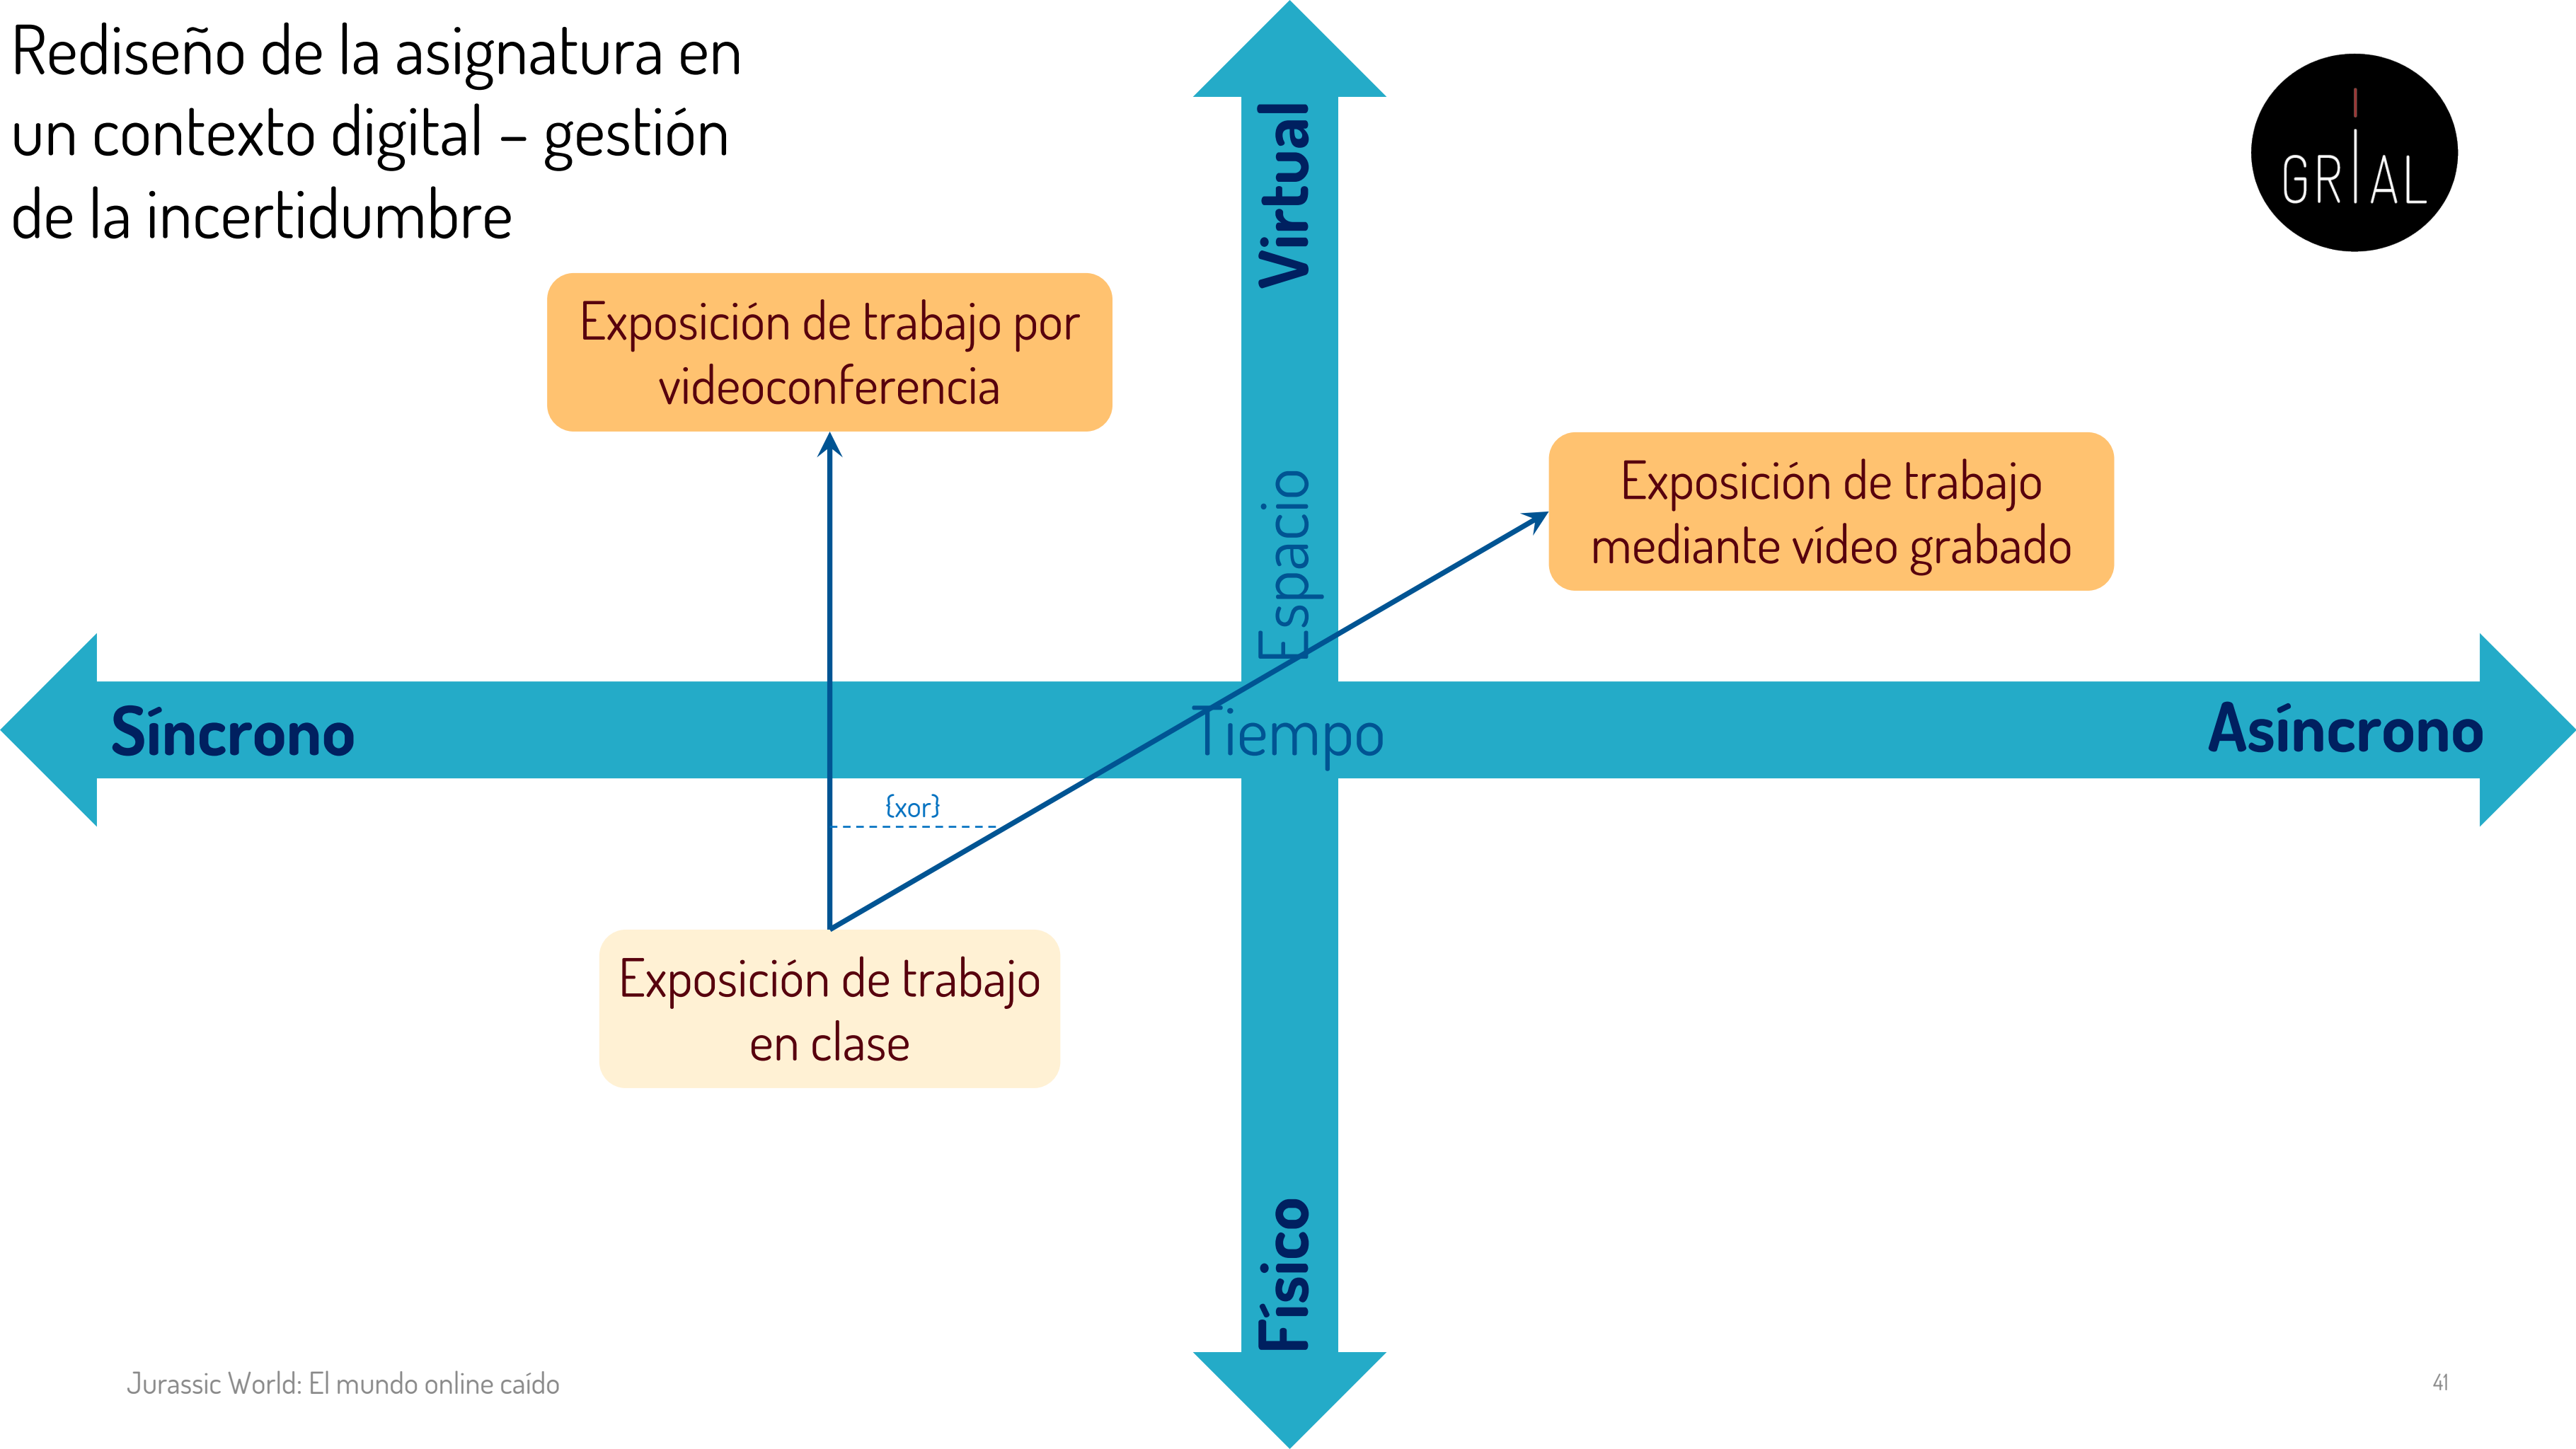 Rediseño de la asignatura en
un contexto digital – gestión
de la incertidumbre
GRIAL
Virtual
Exposición de trabajo por
videoconferencia
Exposición de trabajo
mediante vídeo grabado
Espacio
Síncrono
Tiempo
Asíncrono
{xor}
Exposición de trabajo
en clase
Físico
Jurassic World: El mundo online caído
41